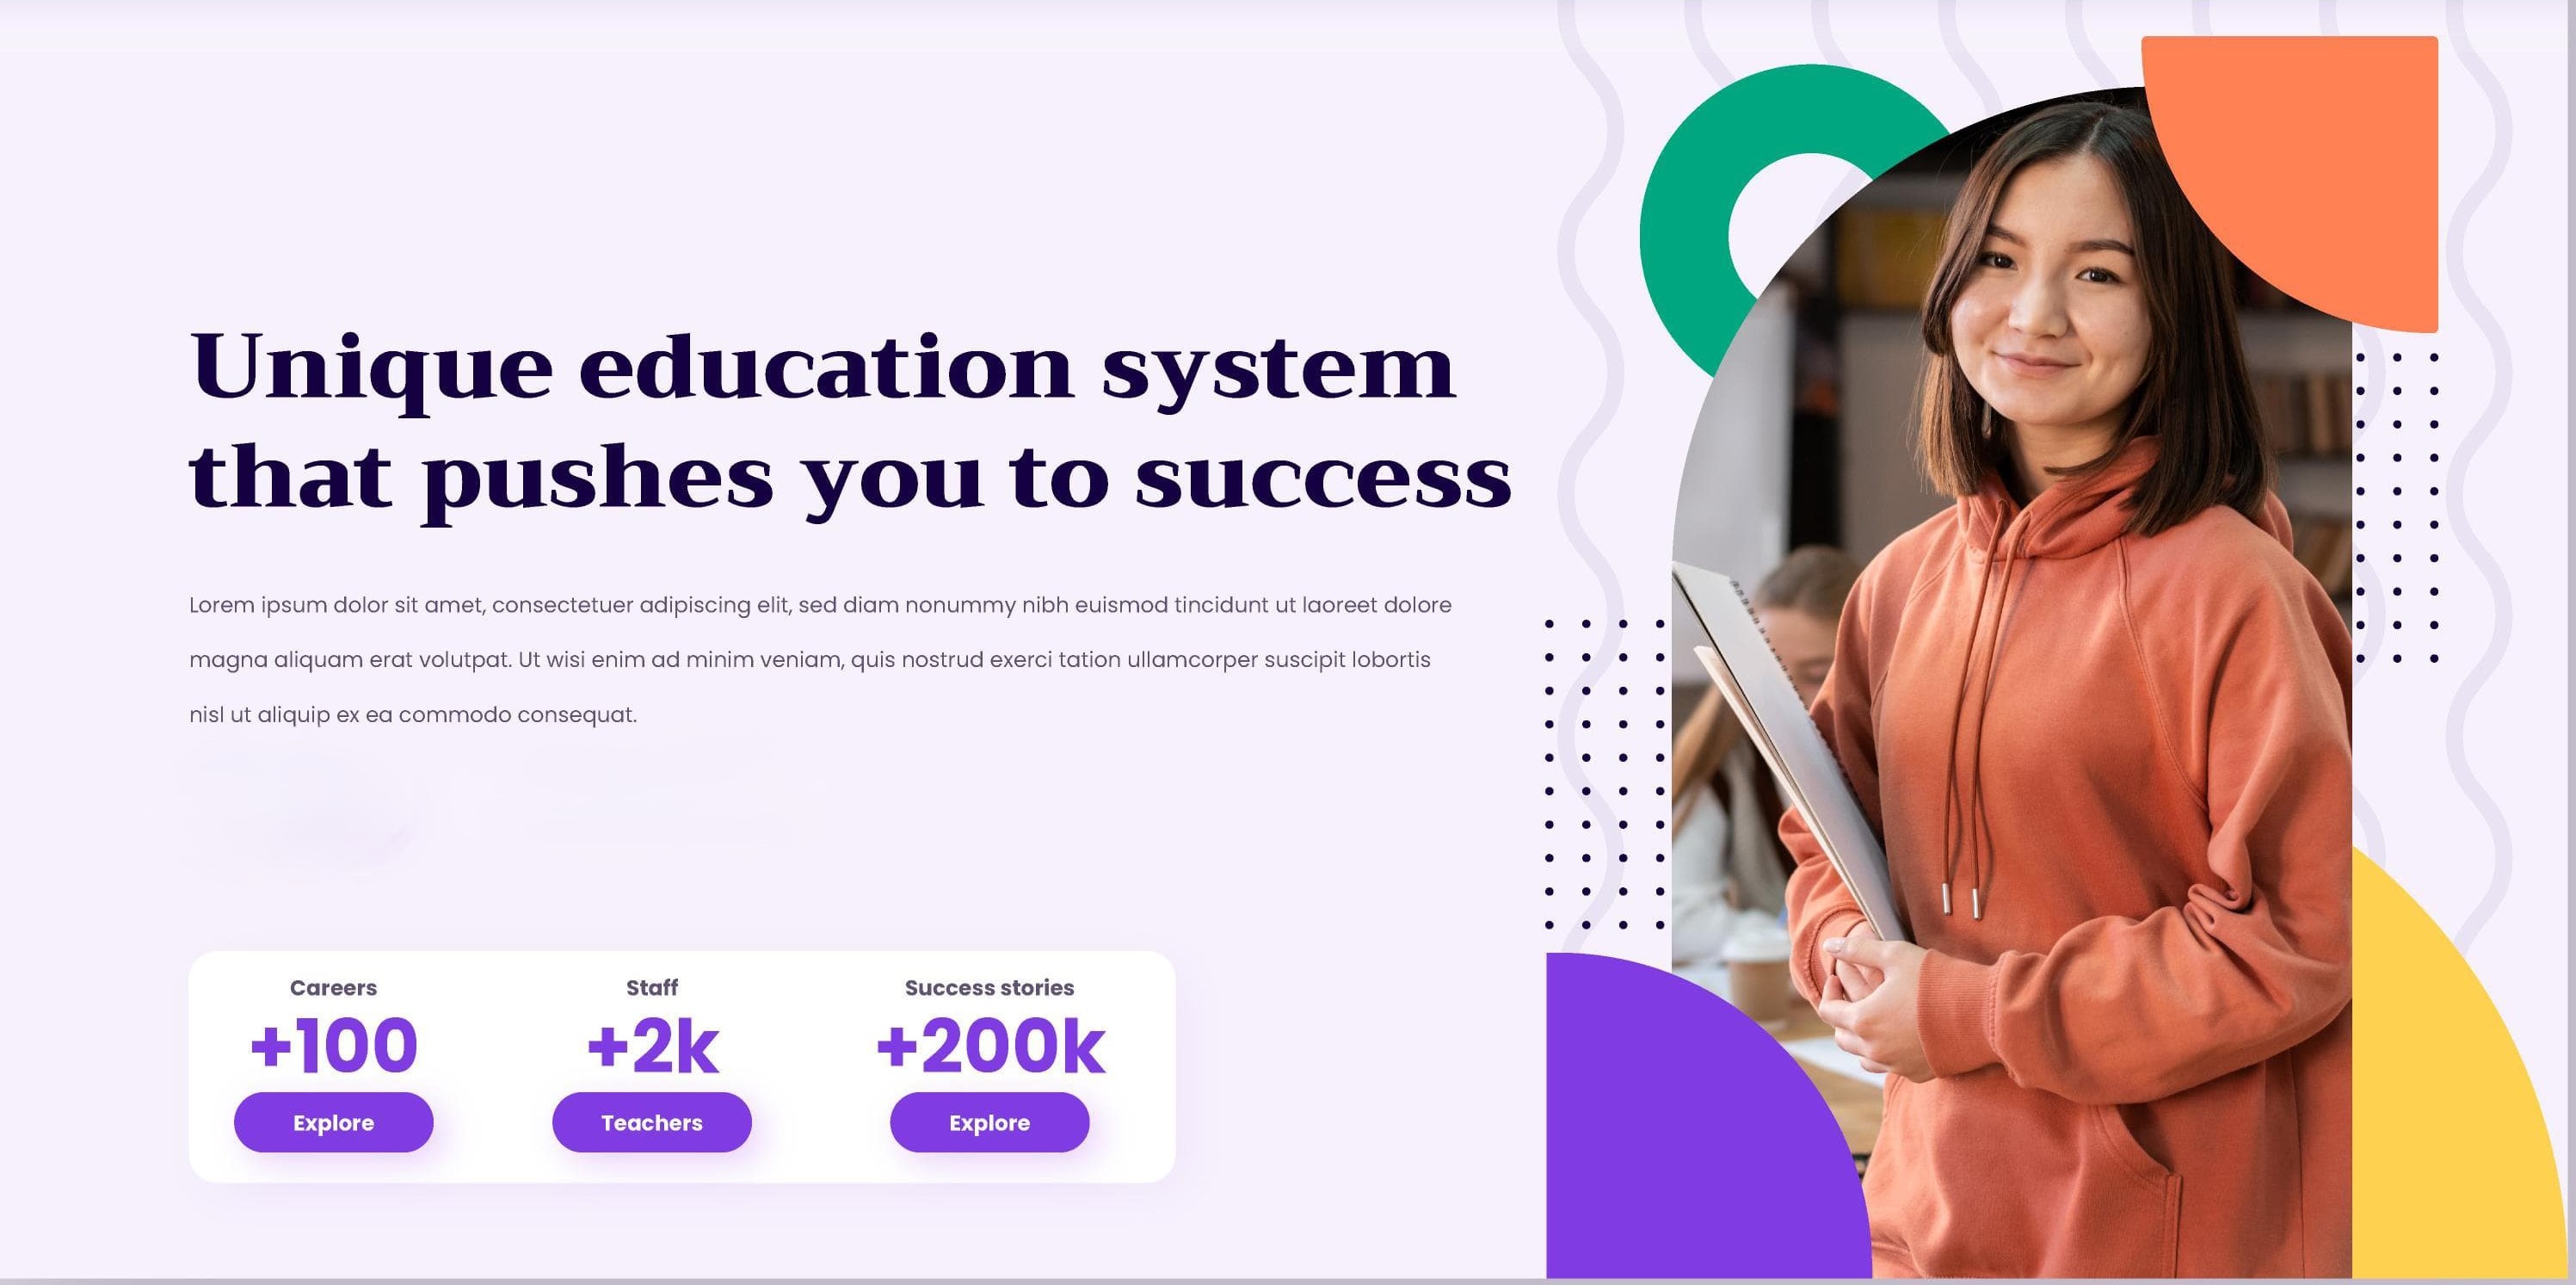 Unique education system
that pushes you to success
Lorem ipsum dolor sit amet, consectetuer adipiscing elit, sed diam nonummy nibh euismod tincidunt ut laoreet dolore
magna aliquam erat volutpat. Ut wisi enim ad minim veniam, quis nostrud exerci tation ullamcorper suscipit lobortis
nisl ut aliquip ex ea commodo consequat.
Careers
+100
Explore
Staff
+2k
Teachers
Success stories
+200k
Explore